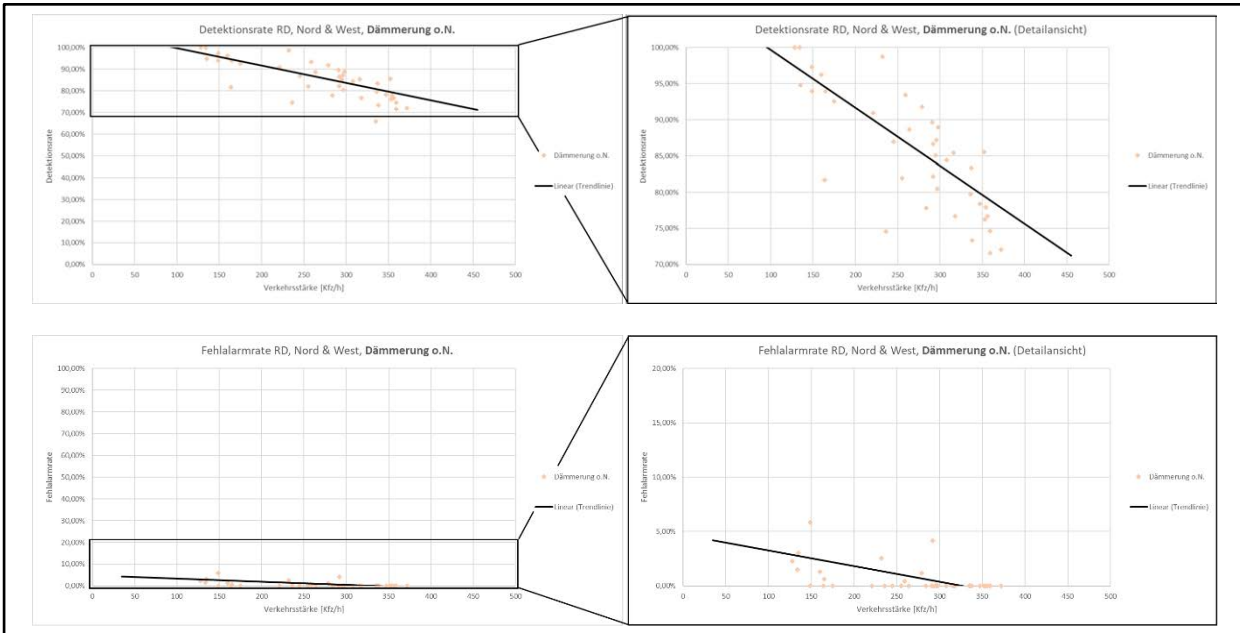 Detektionsrate RD, Nord & West, Dämmerung o.N.
100,00%
90,00%
80,00%
70,00%
60,00%
50,00%
40,00%
30,00%
20,00%
10,00%
0,00%
Detektionsrate
0 50 100 150 200 250 300 350 400 450 500
Verkehrsstärke [Kfz/h]
Dämmerung o.N.
Linear (Trendlinie)
Detektionsrate RD, Nord & West, Dämmerung o.N. (Detailansicht)
100,00%
95,00%
90,00%
85,00%
80,00%
75,00%
70,00%
Detektionsrate
0 50 100 150 200 250 300 350 400 450 500
Verkehrsstärke [Kfz/h]
Dämmerung o.N.
Linear (Trendlinie)
Fehlalarmrate RD, Nord & West, Dämmerung o.N.
100,00%
90,00%
80,00%
70,00%
60,00%
50,00%
40,00%
30,00%
20,00%
10,00%
0,00%
Fehlalarmrate
0 50 100 150 200 250 300 350 400 450 500
Verkehrsstärke [Kfz/h]
Dämmerung o.N.
Linear (Trendlinie)
Fehlalarmrate RD, Nord & West, Dämmerung o.N. (Detailansicht)
20,00%
15,00%
10,00%
5,00%
0,00%
Fehlalarmrate
0 50 100 150 200 250 300 350 400 450 500
Verkehrsstärke [Kfz/h]
Dämmerung o.N.
Linear (Trendlinie)